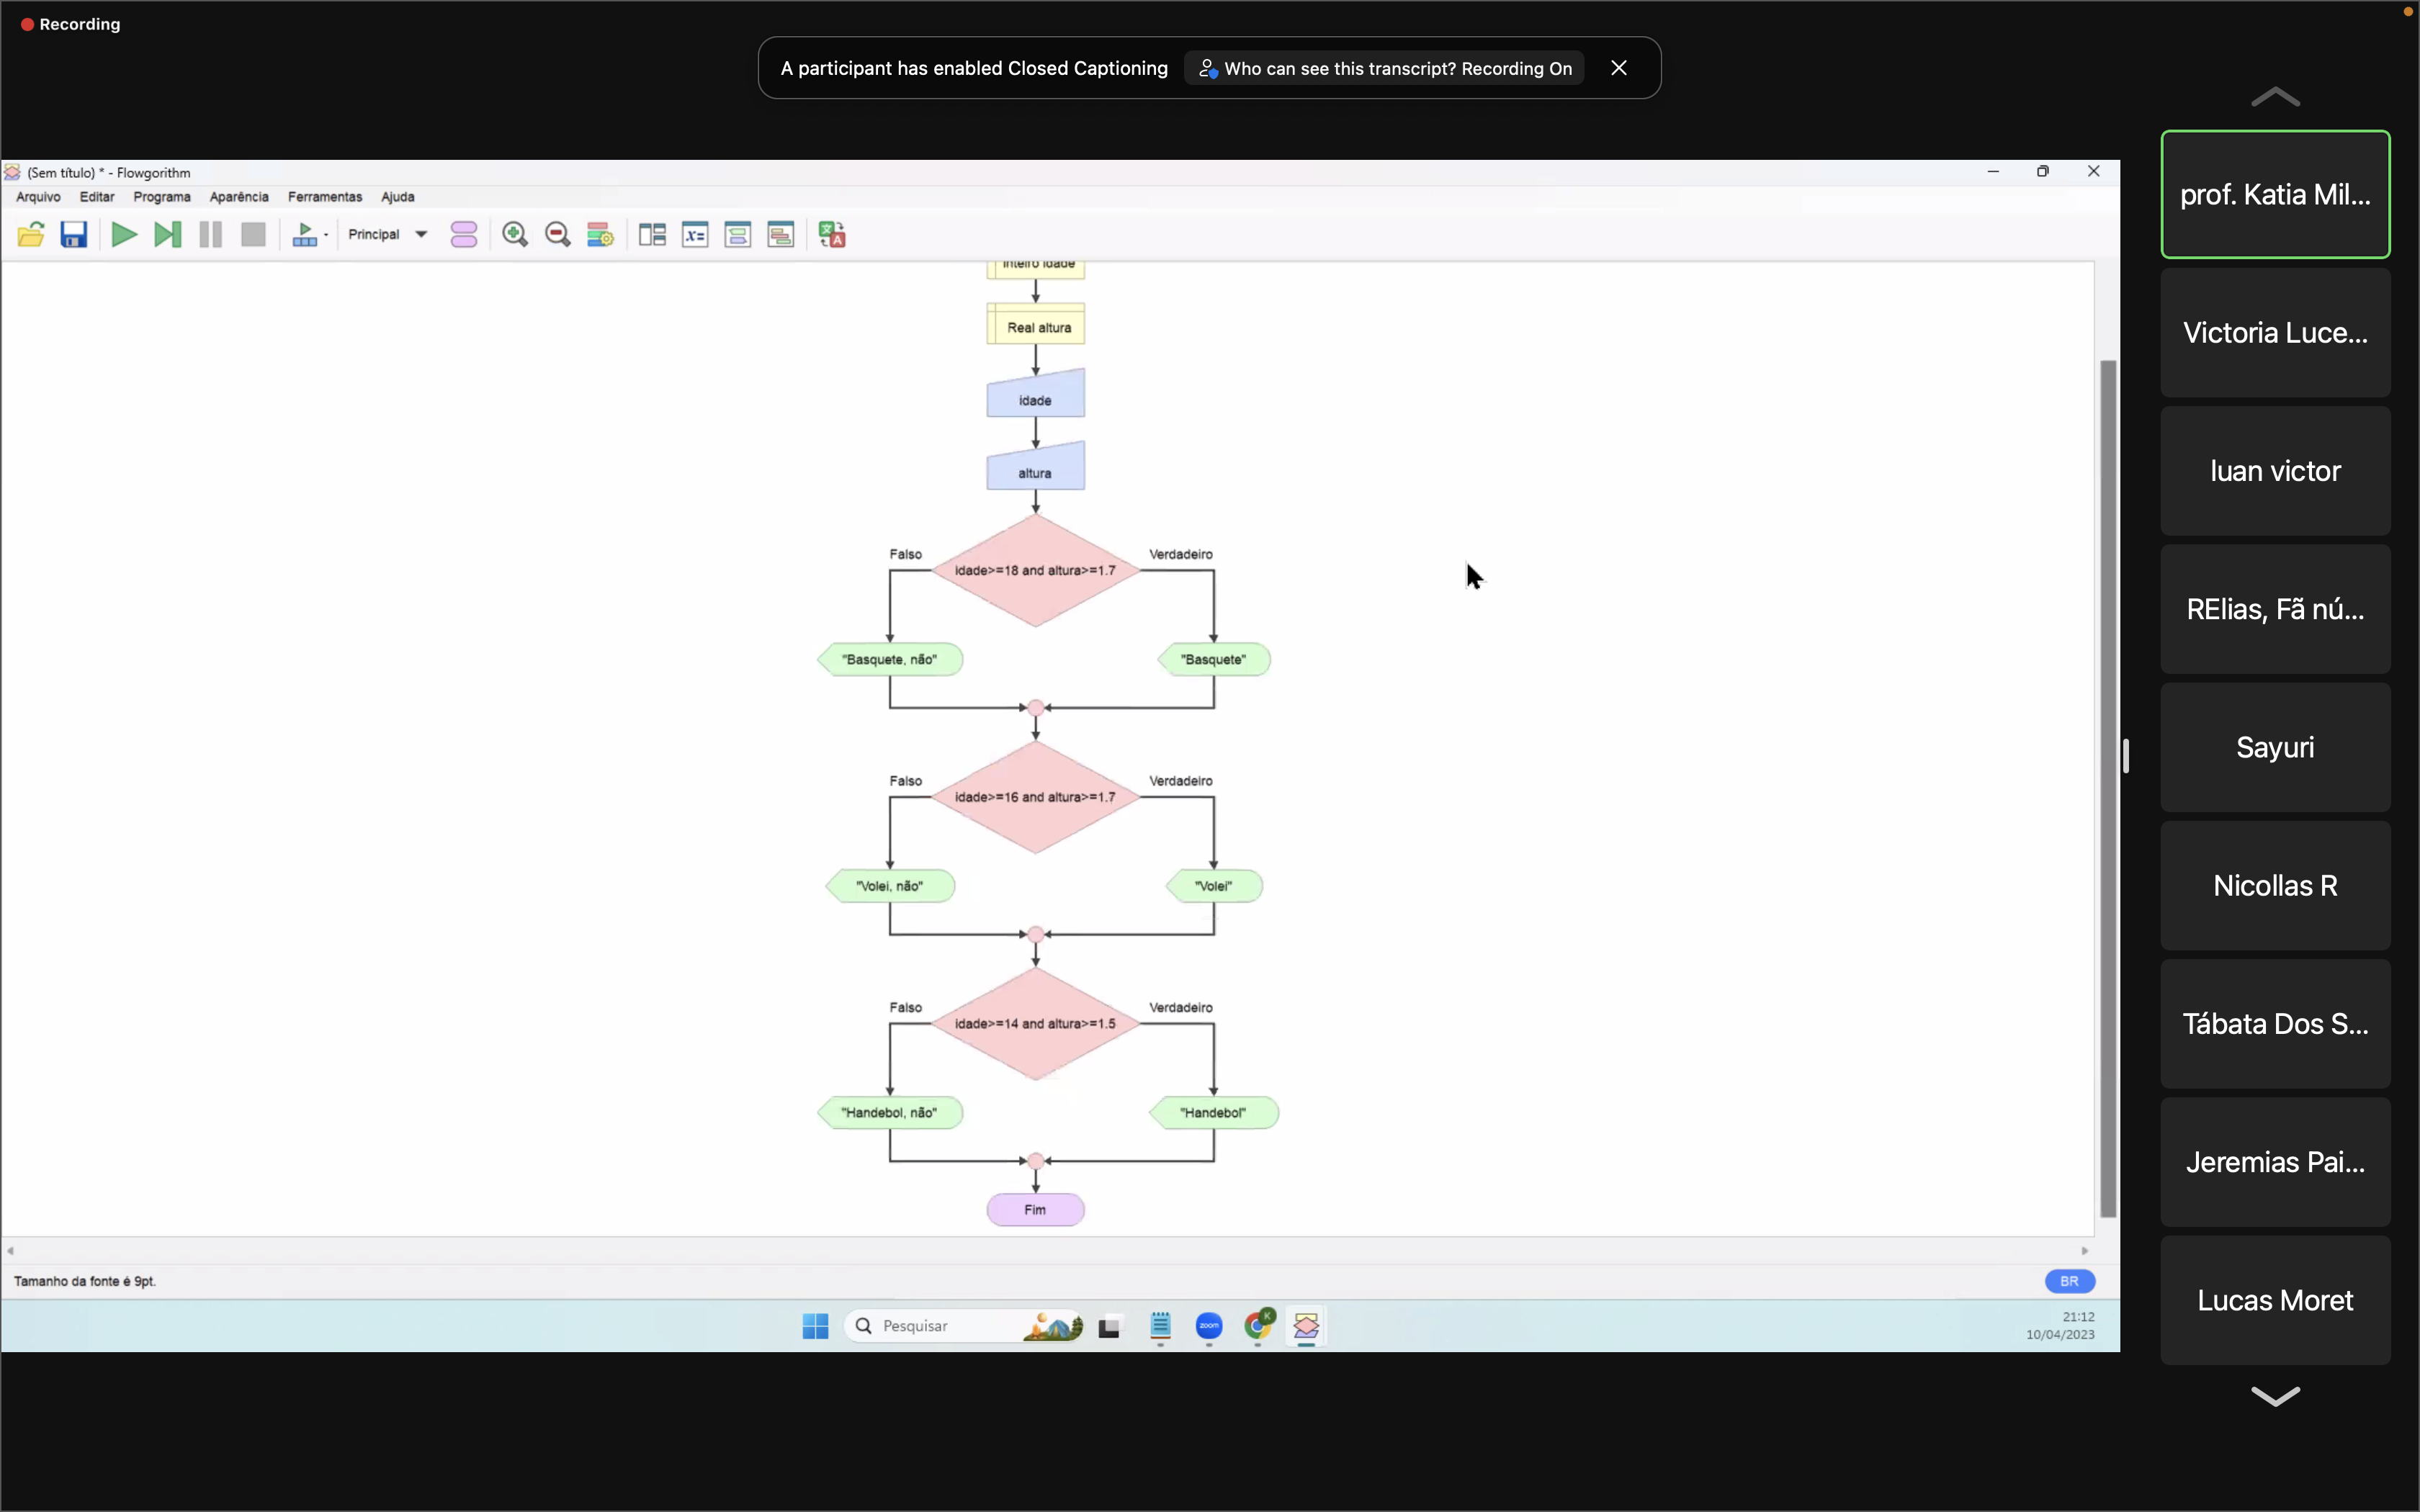 Recording
A participant has enabled Closed Captioning
Who can see this transcript? Recording On
(Sem título) * - Flowgorithm
Arquivo Editar Programa Aparência Ferramentas Ajuda
Principal
Inteiro idade
Real altura
idade
altura
Falso
Verdadeiro
idade>=18 and altura>=1.7
"Basquete, não"
"Basquete"
Falso
Verdadeiro
idade>=16 and altura>=1.7
"Volei, não"
"Volei"
Falso
Verdadeiro
idade>=14 and altura>=1.5
"Handebol, não"
"Handebol"
Fim
Tamanho da fonte é 9pt.
BR
Pesquisar
zoom
K
21:12
10/04/2023
prof. Katia Mil...
Victoria Luce...
luan victor
RElias, Fã nú...
Sayuri
Nicollas R
Tábata Dos S...
Jeremias Pai...
Lucas Moret